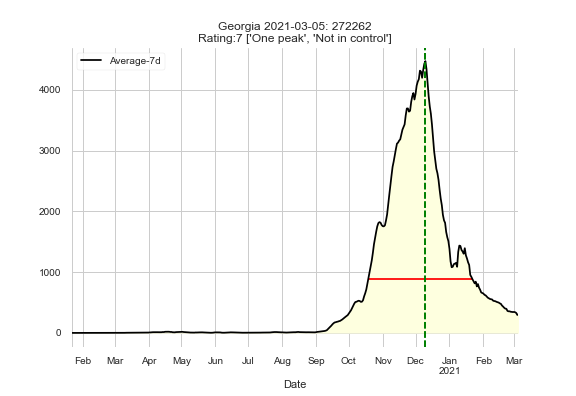 Georgia 2021-03-05: 272262
Rating:7 ['One peak', 'Not in control']
Average-7d
4000
3000
2000
1000
0
Feb Mar Apr May Jun Jul Aug Sep Oct Nov Dec Jan Feb Mar
2021
Date